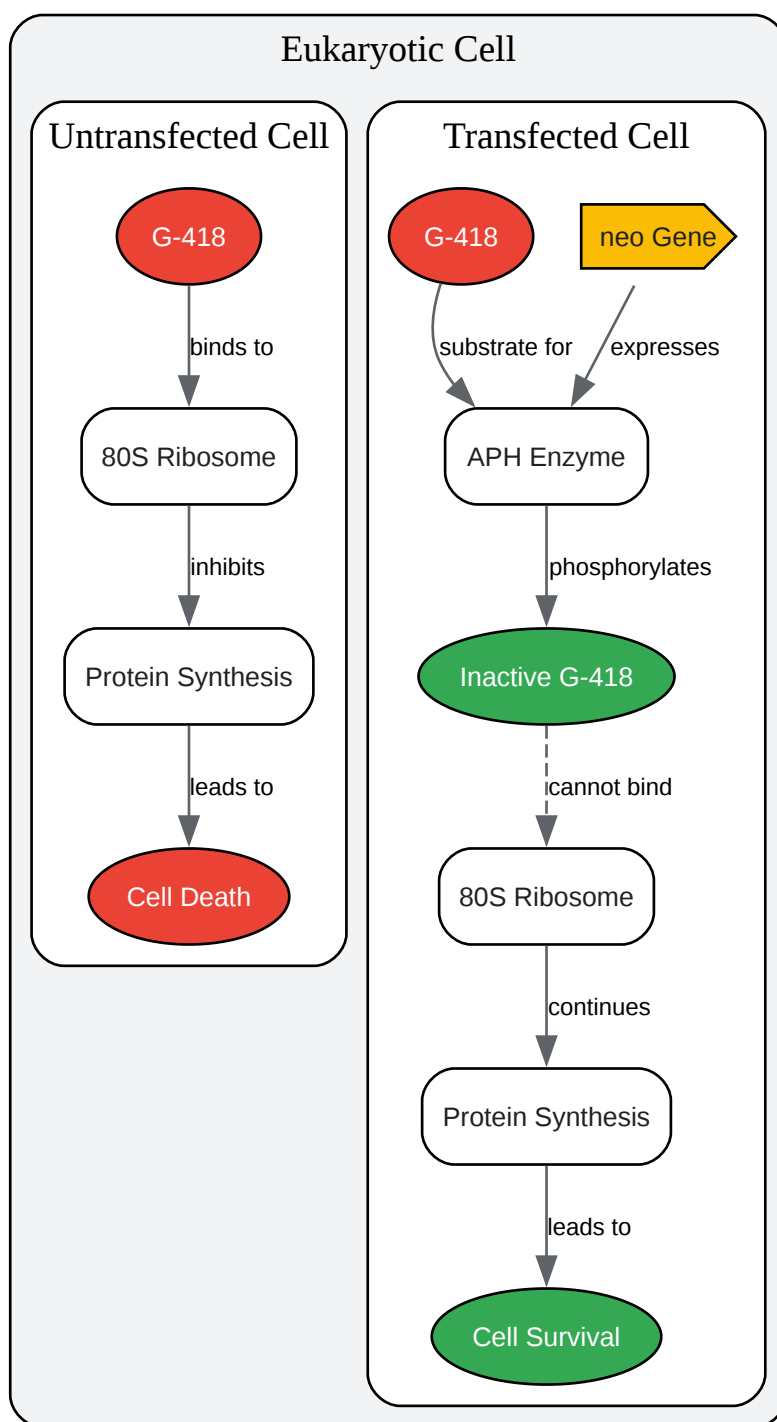 Eukaryotic Cell
Untransfected Cell
G-418
binds to
80S Ribosome
inhibits
Protein Synthesis
leads to
Cell Death
Transfected Cell
G-418
neo Gene
substrate for
expresses
APH Enzyme
phosphorylates
Inactive G-418
cannot bind
80S Ribosome
continues
Protein Synthesis
leads to
Cell Survival